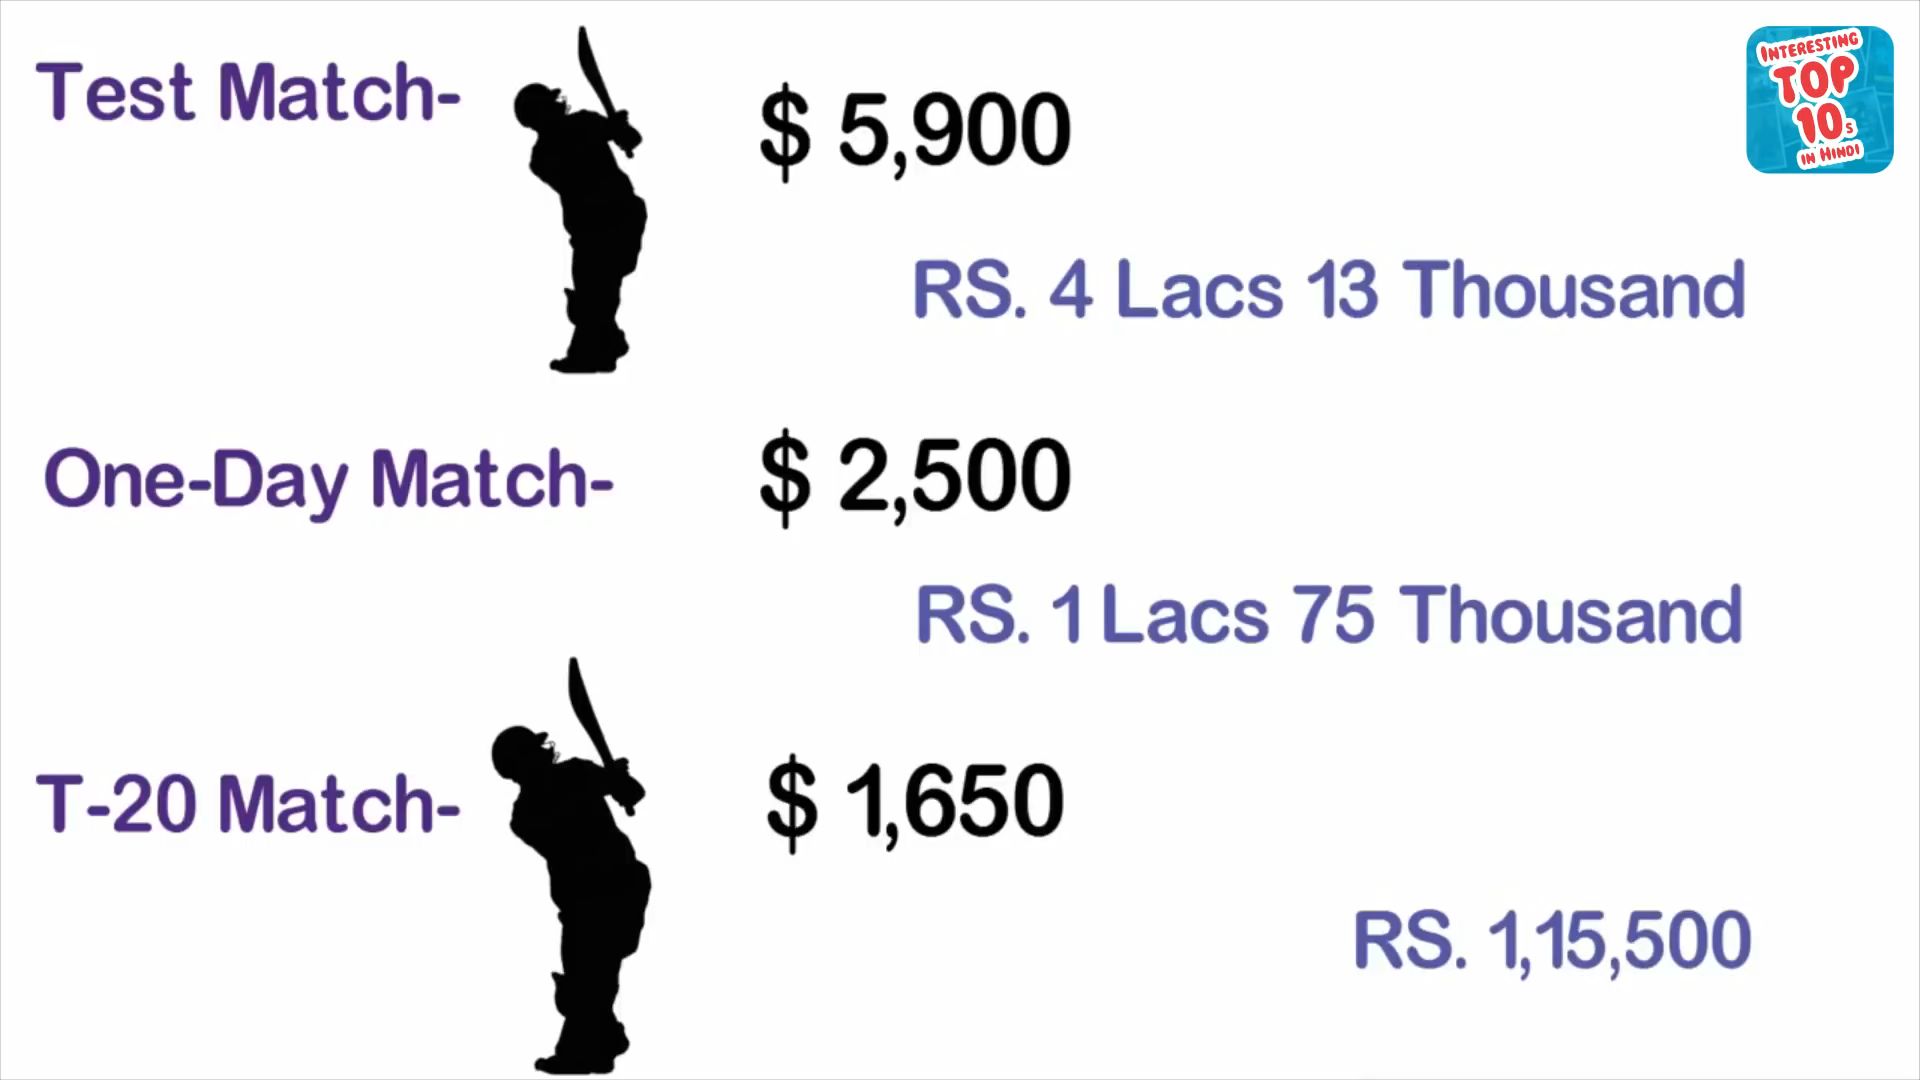 Test Match-
$ 5,900
RS. 4 Lacs 13 Thousand
One-Day Match-
$ 2,500
RS. 1 Lacs 75 Thousand
T-20 Match-
$ 1,650
RS. 1,15,500
INTERESTING
TOP
10s
IN HINDI